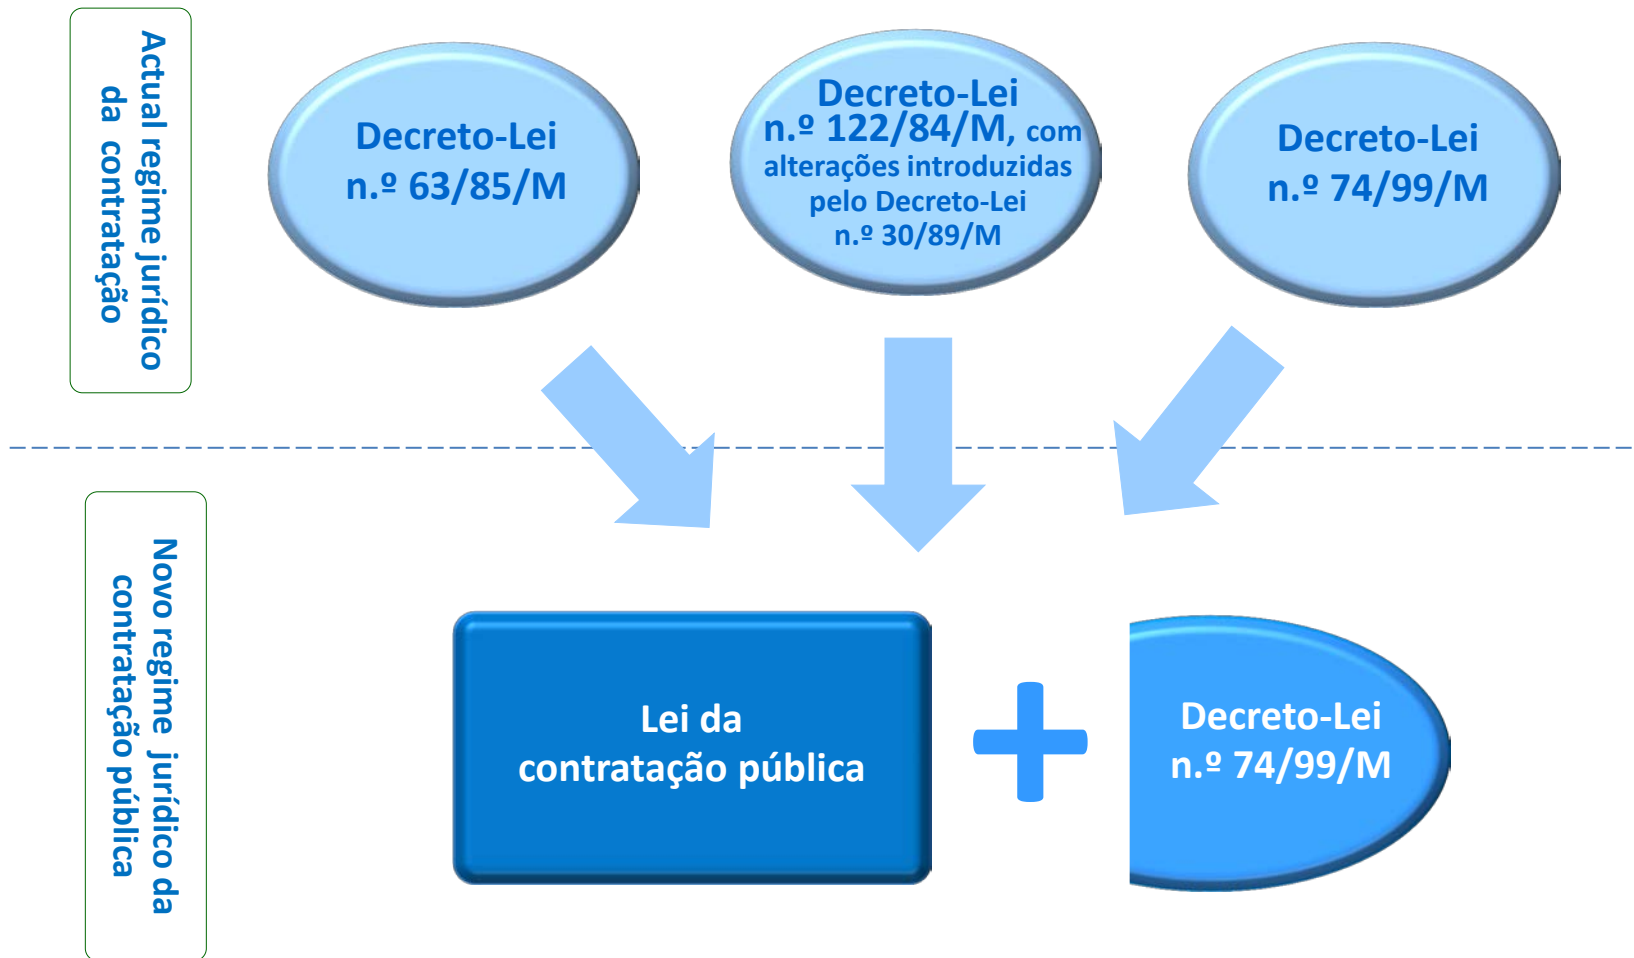 Actual regime jurídico
da contratação
Decreto-Lei
n.º 63/85/M
Decreto-Lei
n.º 122/84/M, com
alterações introduzidas
pelo Decreto-Lei
n.º 30/89/M
Decreto-Lei
n.º 74/99/M
Novo regime jurídico da
contratação pública
Lei da
contratação pública
Decreto-Lei
n.º 74/99/M